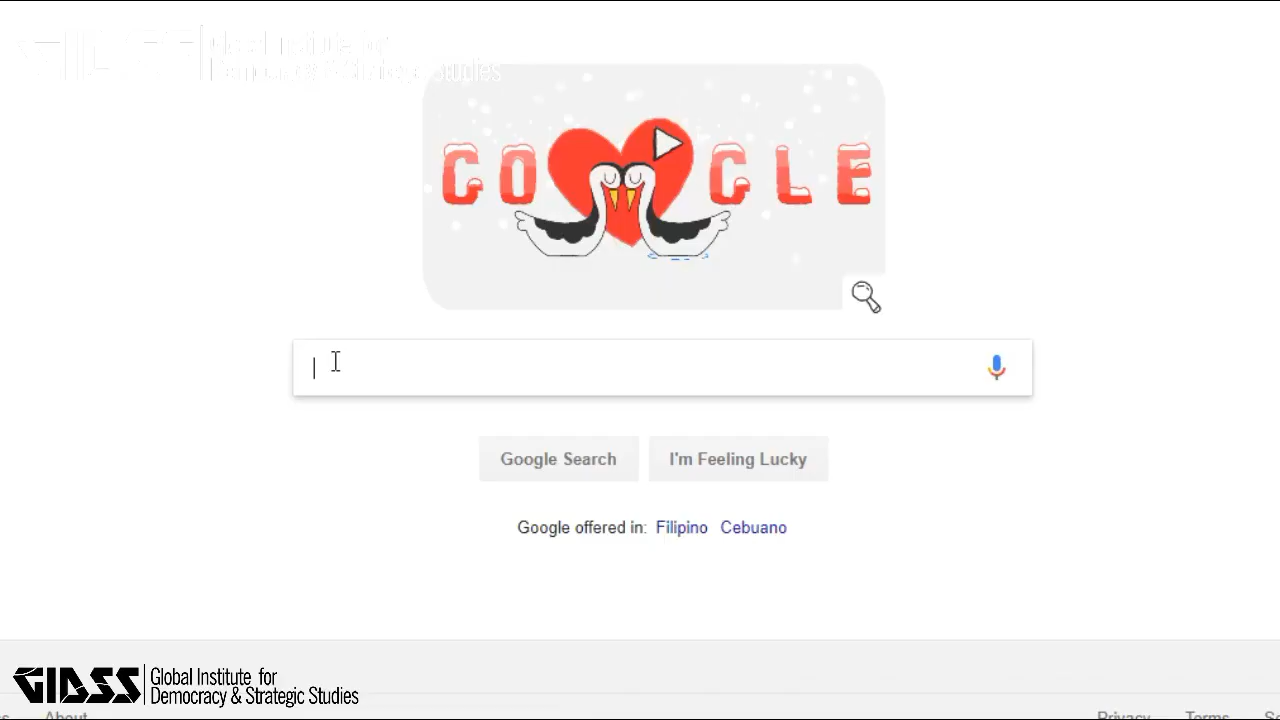 Global Institute for
Democracy & Strategic Studies
GOOGLE
Google Search
I'm Feeling Lucky
Google offered in: Filipino Cebuano
GIDSS
Global Institute for
Democracy & Strategic Studies
About
Privacy
Terms